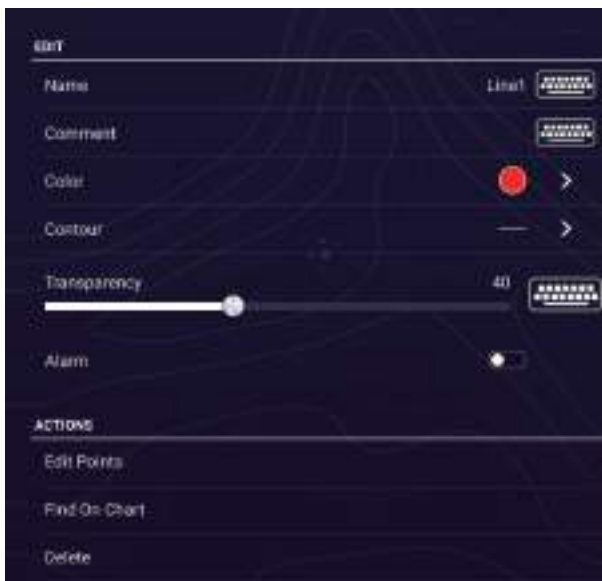 EDIT
Name Line1
Comment
Color
Contour
Transparency 40
Alarm
ACTIONS
Edit Points
Find On Chart
Delete